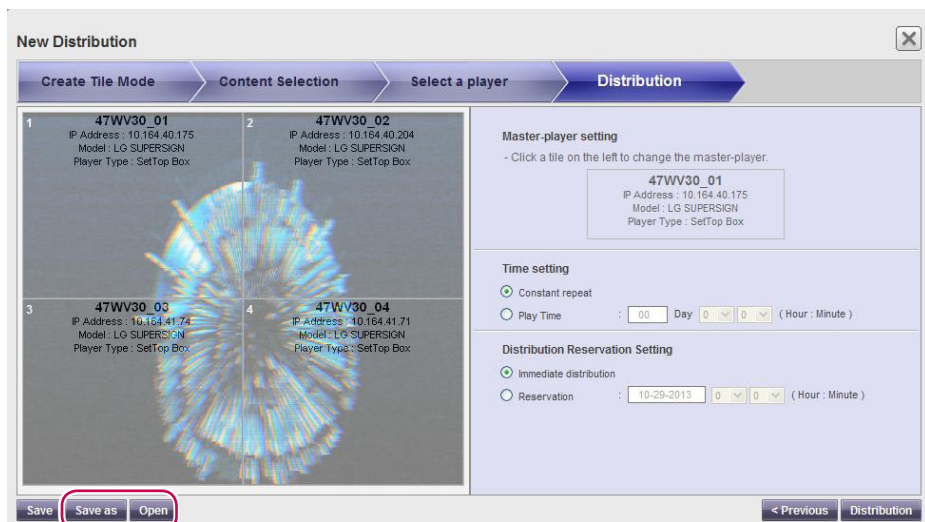 New Distribution
Create Tile Mode
Content Selection
Select a player
Distribution
1
47WV30_01
IP Address : 10.164.40.175
Model : LG SUPERSIGN
Player Type : SetTop Box
2
47WV30_02
IP Address : 10.164.40.204
Model : LG SUPERSIGN
Player Type : SetTop Box
3
47WV30_03
IP Address : 10.164.41.74
Model : LG SUPERSIGN
Player Type : SetTop Box
4
47WV30_04
IP Address : 10.164.41.71
Model : LG SUPERSIGN
Player Type : SetTop Box
Master-player setting
- Click a tile on the left to change the master-player.
47WV30_01
IP Address : 10.164.40.175
Model : LG SUPERSIGN
Player Type : SetTop Box
Time setting
Constant repeat
Play Time : 00 Day 0 0 ( Hour : Minute )
Distribution Reservation Setting
Immediate distribution
Reservation : 10-29-2013 0 0 ( Hour : Minute )
Save Save as Open < Previous Distribution